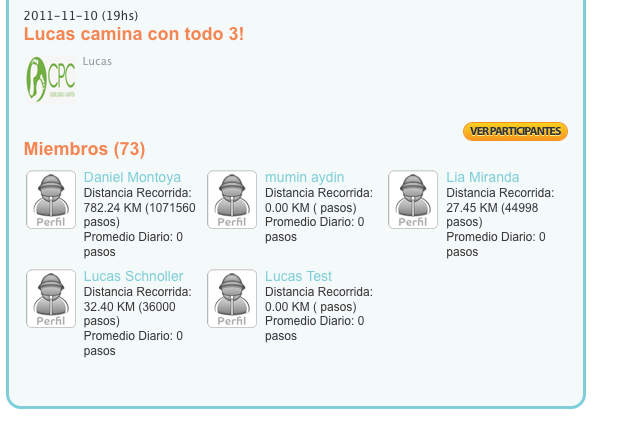 2011-11-10 (19hs)
Lucas camina con todo 3!
CPC
Lucas
VER PARTICIPANTES
Miembros (73)
Perfil
Daniel Montoya
Distancia Recorrida:
782.24 KM (1071560
pasos)
Promedio Diario: 0
pasos
Perfil
mumin aydin
Distancia Recorrida:
0.00 KM ( pasos)
Promedio Diario: 0
pasos
Perfil
Lia Miranda
Distancia Recorrida:
27.45 KM (44998
pasos)
Promedio Diario: 0
pasos
Perfil
Lucas Schnoller
Distancia Recorrida:
32.40 KM (36000
pasos)
Promedio Diario: 0
pasos
Perfil
Lucas Test
Distancia Recorrida:
0.00 KM ( pasos)
Promedio Diario: 0
pasos